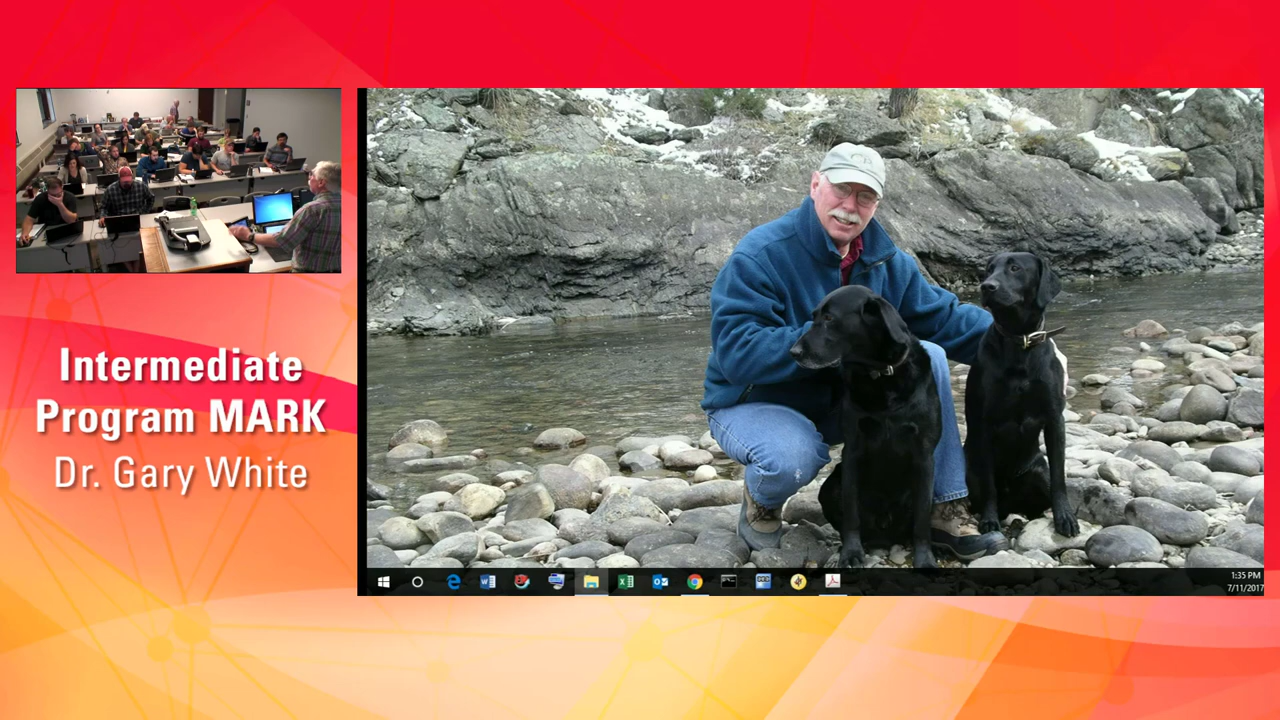 Intermediate
Program MARK
Dr. Gary White
1:35 PM
7/11/2017